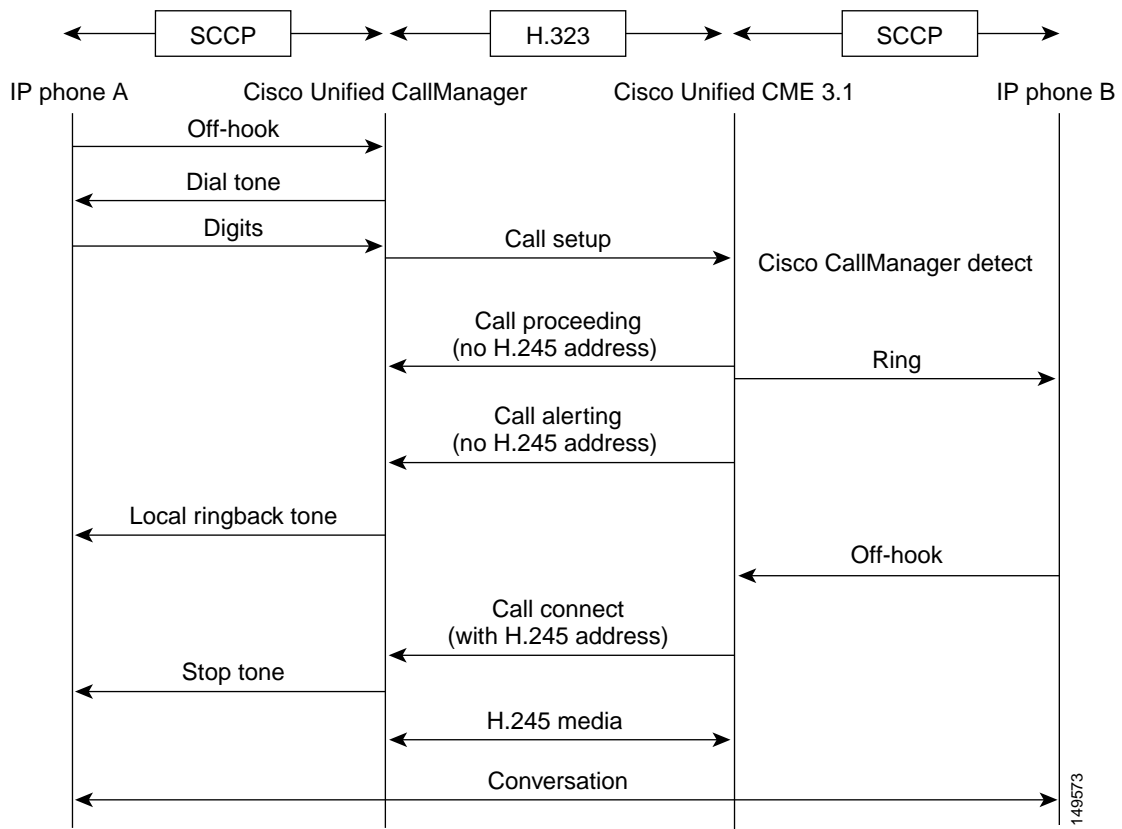 SCCP
H.323
SCCP
IP phone A
Cisco Unified CallManager
Cisco Unified CME 3.1
IP phone B
Off-hook
Dial tone
Digits
Call setup
Cisco CallManager detect
Call proceeding
(no H.245 address)
Ring
Call alerting
(no H.245 address)
Local ringback tone
Off-hook
Call connect
(with H.245 address)
Stop tone
H.245 media
Conversation
149573